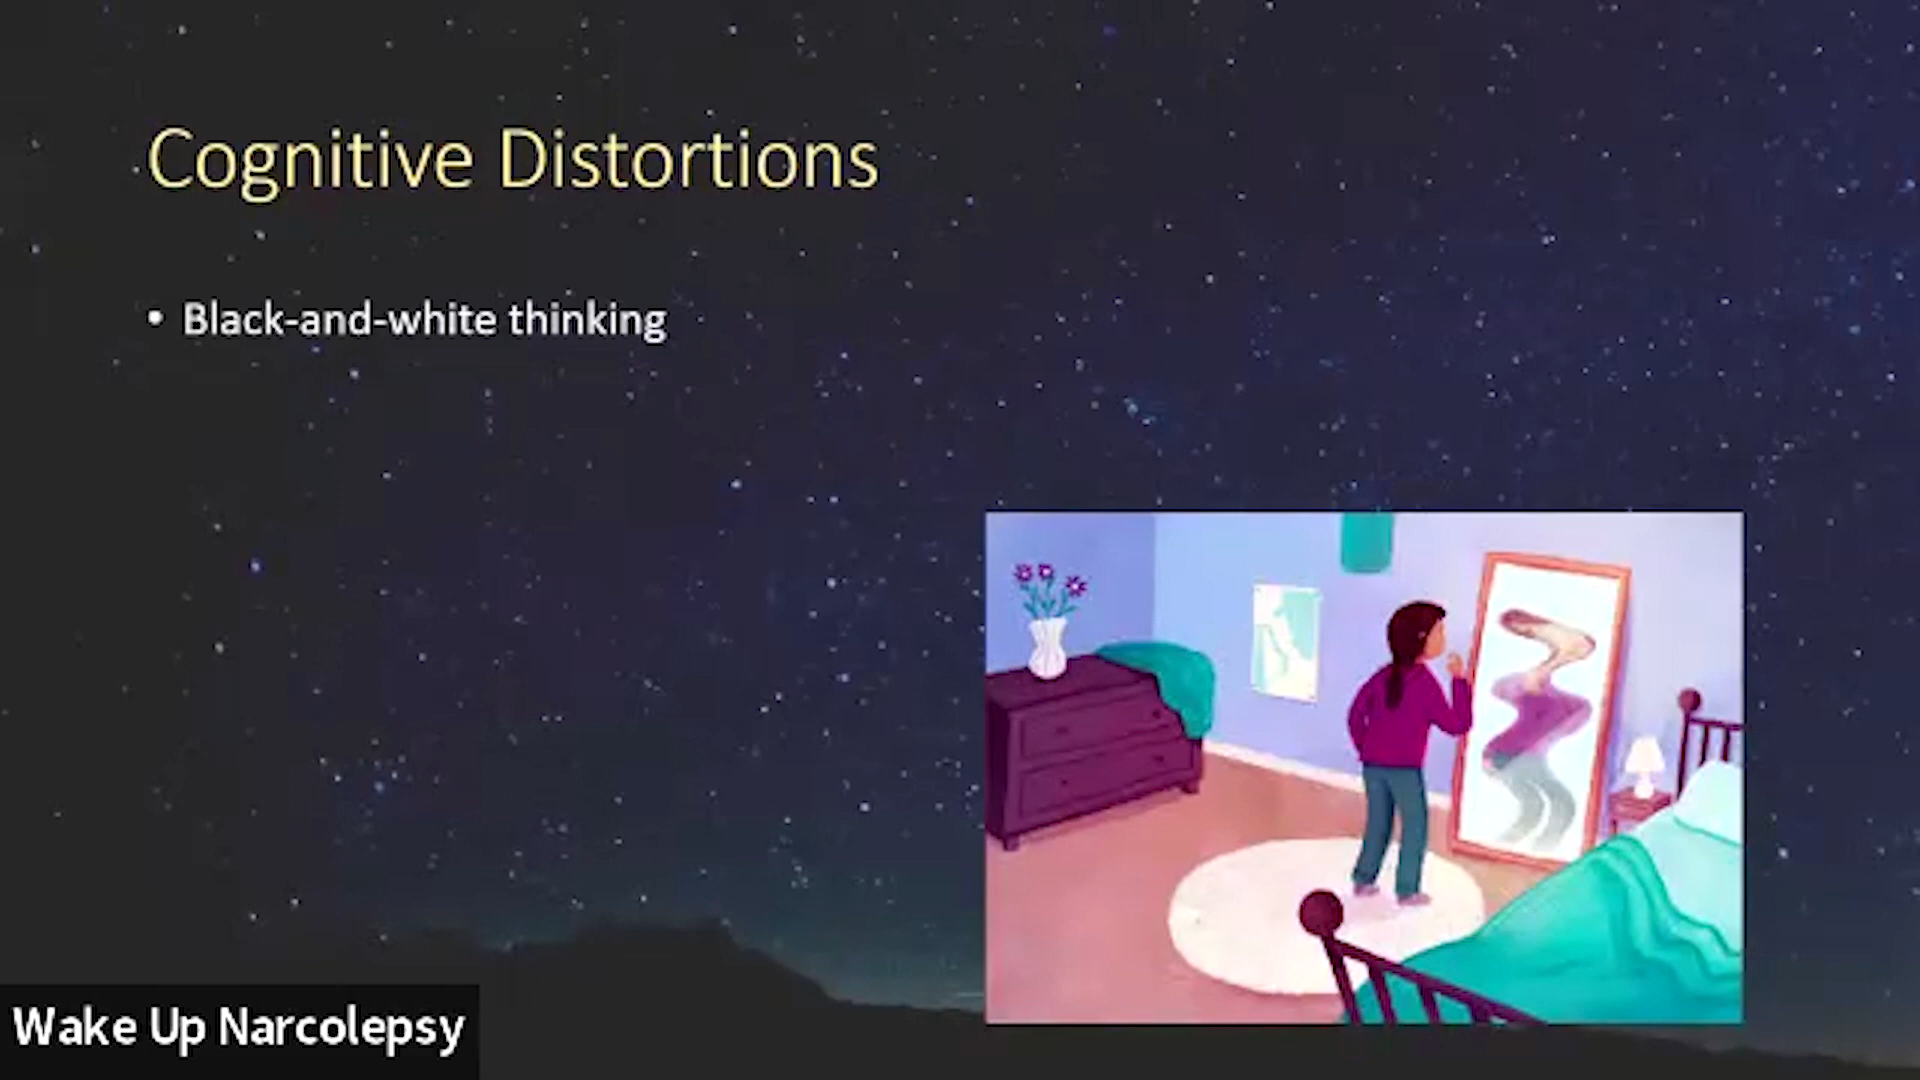 Cognitive Distortions
• Black-and-white thinking
Wake Up Narcolepsy